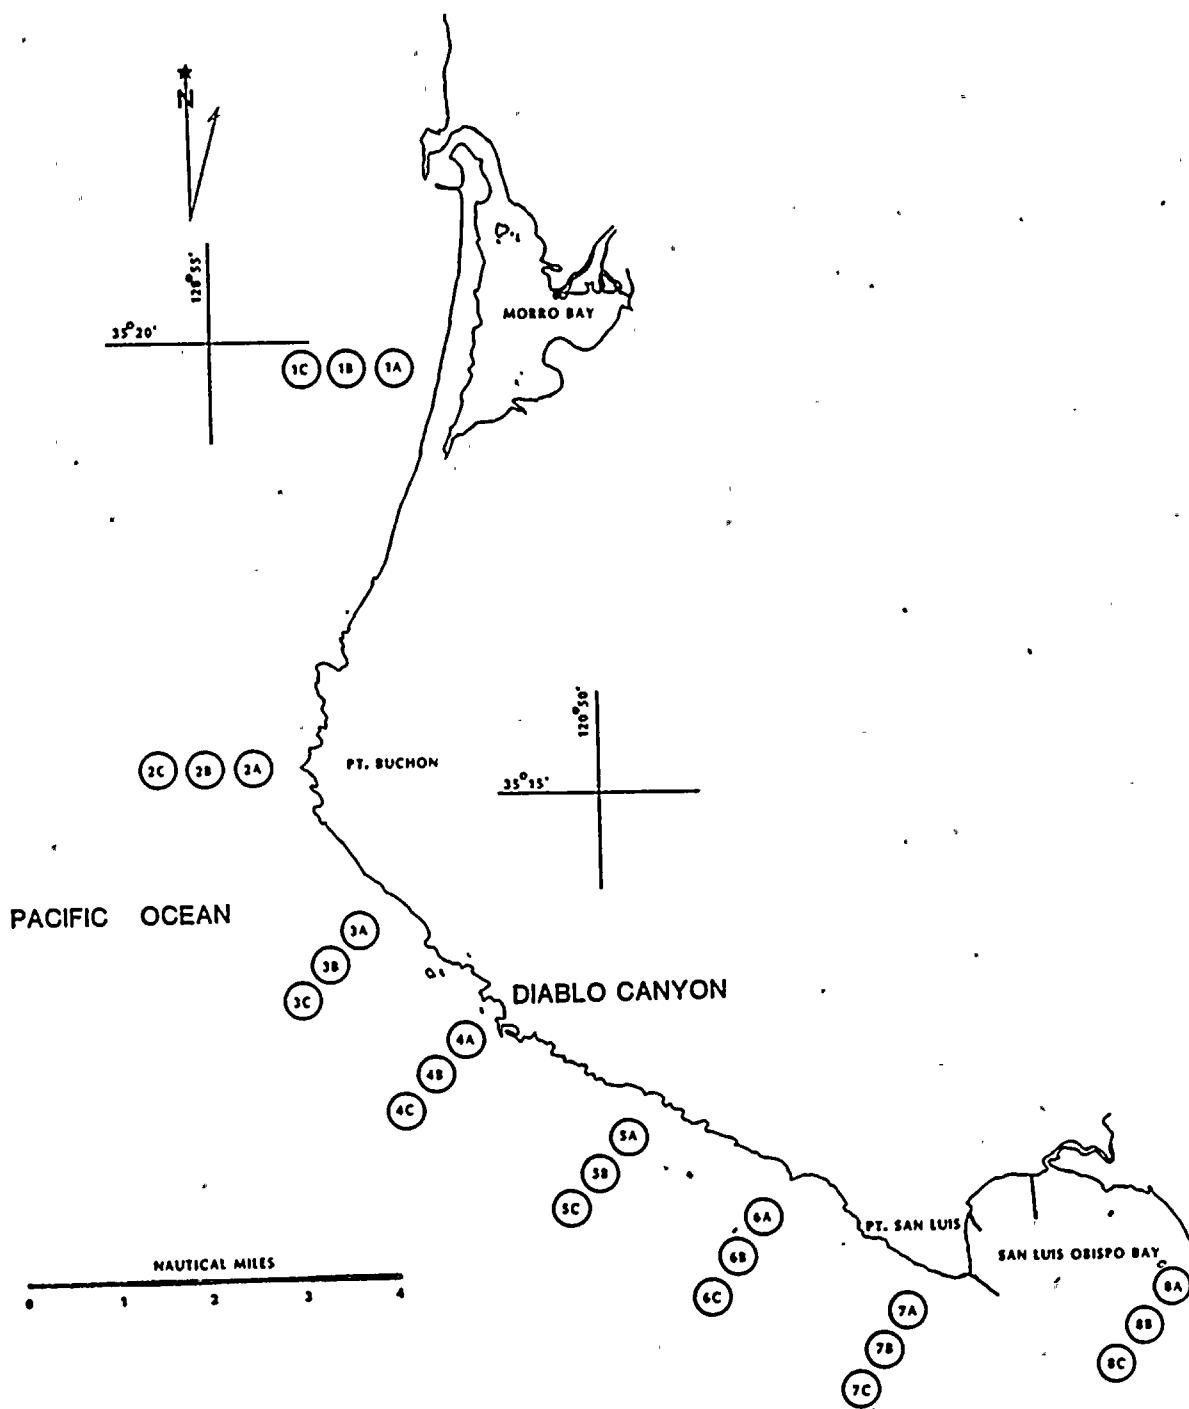 N
120°55'
35°20'
MORRO BAY
1C 1B 1A
120°50'
2C 2B 2A
PT. BUCHON
35°15'
PACIFIC OCEAN
3A
3B
3C
DIABLO CANYON
4A
4B
4C
5A
5B
5C
6A
6B
6C
PT. SAN LUIS
SAN LUIS OBISPO BAY
7A
7B
7C
8A
8B
8C
NAUTICAL MILES
0 1 2 3 4